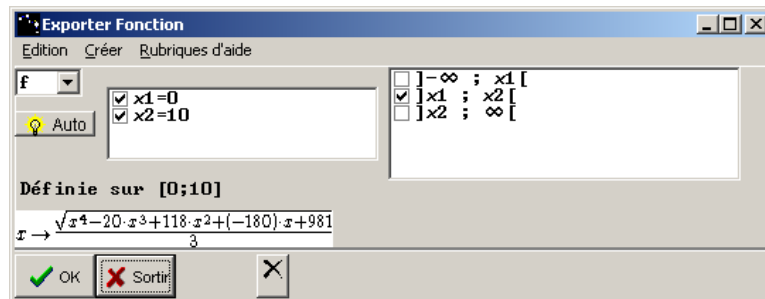 Exporter Fonction
Edition Créer Rubriques d'aide
f
Auto
x1=0
x2=10
]-∞ ; x1[
]x1 ; x2[
]x2 ; ∞[
Définie sur [0;10]
x → √(x⁴−20·x³+118·x²+(−180)·x+981) / 3
OK
Sortir